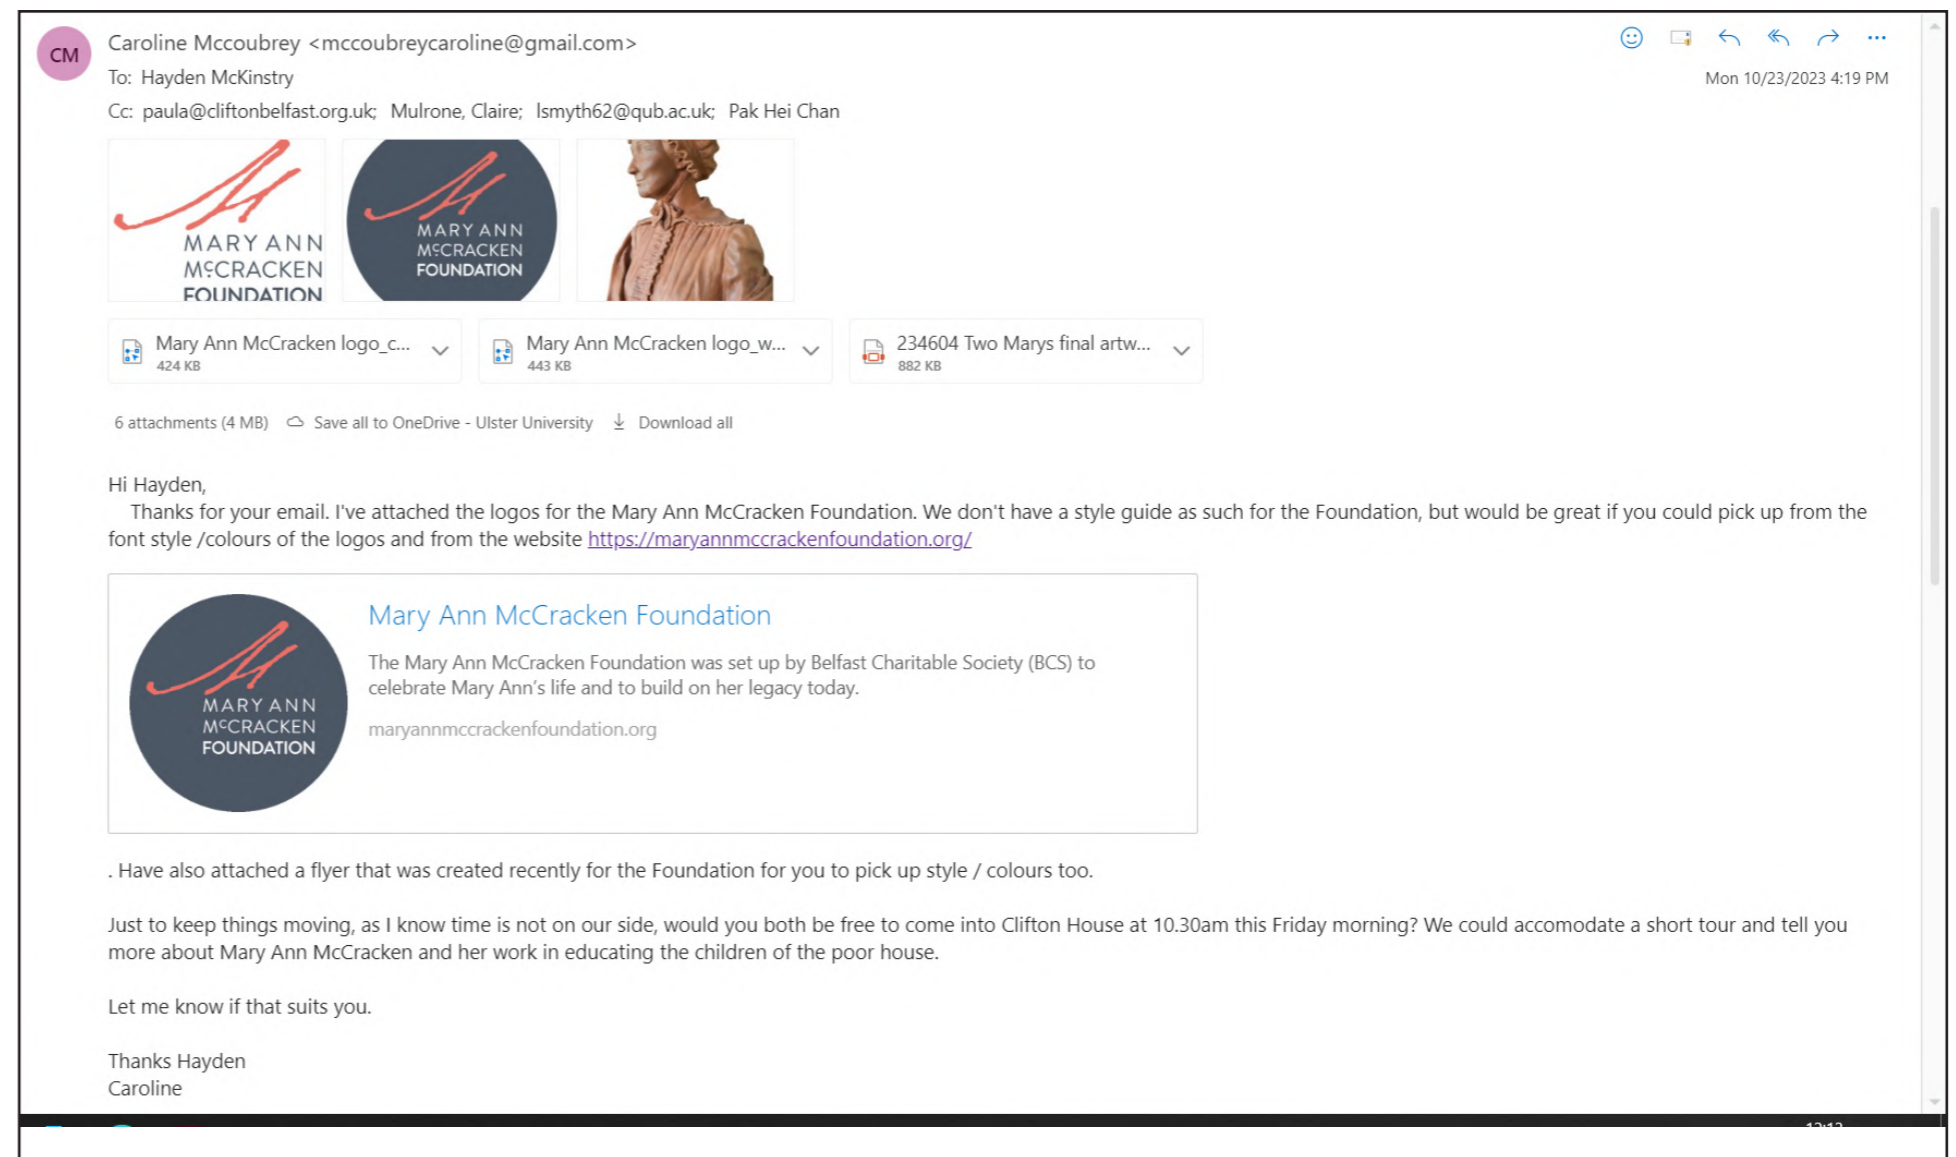 CM
Caroline Mccoubrey <mccoubreycaroline@gmail.com>
To: Hayden McKinstry
Mon 10/23/2023 4:19 PM
Cc: paula@cliftonbelfast.org.uk; Mulrone, Claire; lsmyth62@qub.ac.uk; Pak Hei Chan
MARY ANN
MCCRACKEN
FOUNDATION
MARY ANN
MCCRACKEN
FOUNDATION
Mary Ann McCracken logo_c...
424 KB
Mary Ann McCracken logo_w...
443 KB
234604 Two Marys final artw...
882 KB
6 attachments (4 MB) Save all to OneDrive - Ulster University Download all
Hi Hayden,
Thanks for your email. I've attached the logos for the Mary Ann McCracken Foundation. We don't have a style guide as such for the Foundation, but would be great if you could pick up from the
font style /colours of the logos and from the website https://maryannmccrackenfoundation.org/
MARY ANN
MCCRACKEN
FOUNDATION
Mary Ann McCracken Foundation
The Mary Ann McCracken Foundation was set up by Belfast Charitable Society (BCS) to
celebrate Mary Ann's life and to build on her legacy today.
maryannmccrackenfoundation.org
. Have also attached a flyer that was created recently for the Foundation for you to pick up style / colours too.
Just to keep things moving, as I know time is not on our side, would you both be free to come into Clifton House at 10.30am this Friday morning? We could accomodate a short tour and tell you
more about Mary Ann McCracken and her work in educating the children of the poor house.
Let me know if that suits you.
Thanks Hayden
Caroline